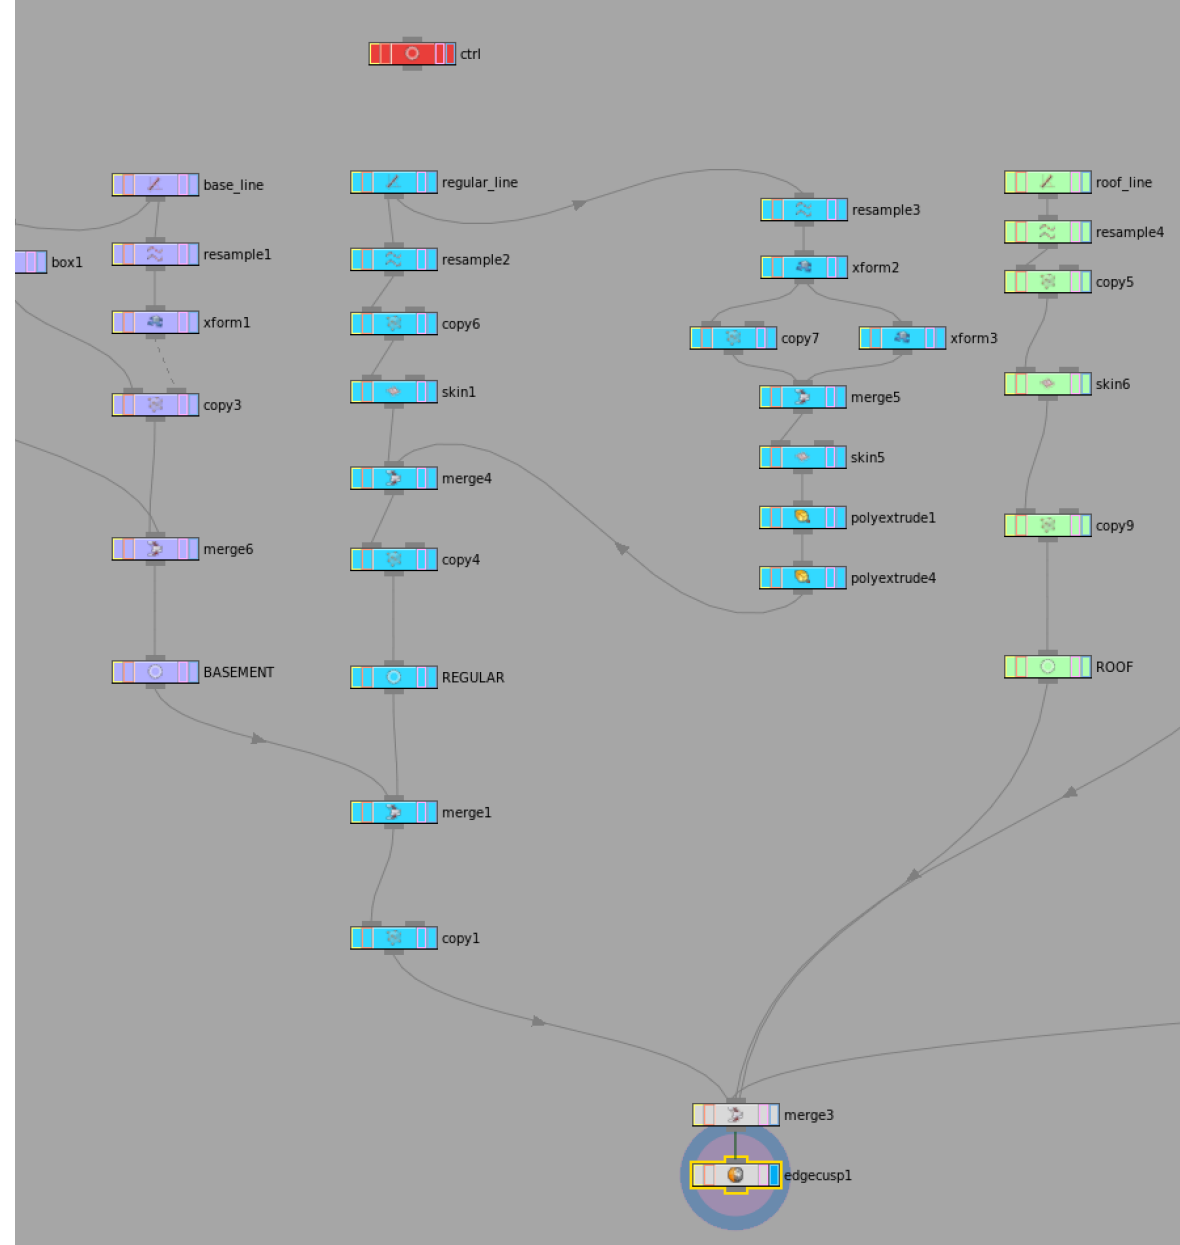 ctrl
base_line
regular_line
roof_line
resample3
resample4
box1
resample1
resample2
xform2
copy5
xform1
copy6
copy7
xform3
copy3
skin1
merge5
skin6
merge4
skin5
merge6
copy4
polyextrude1
copy9
polyextrude4
BASEMENT
REGULAR
ROOF
merge1
copy1
merge3
edgecusp1